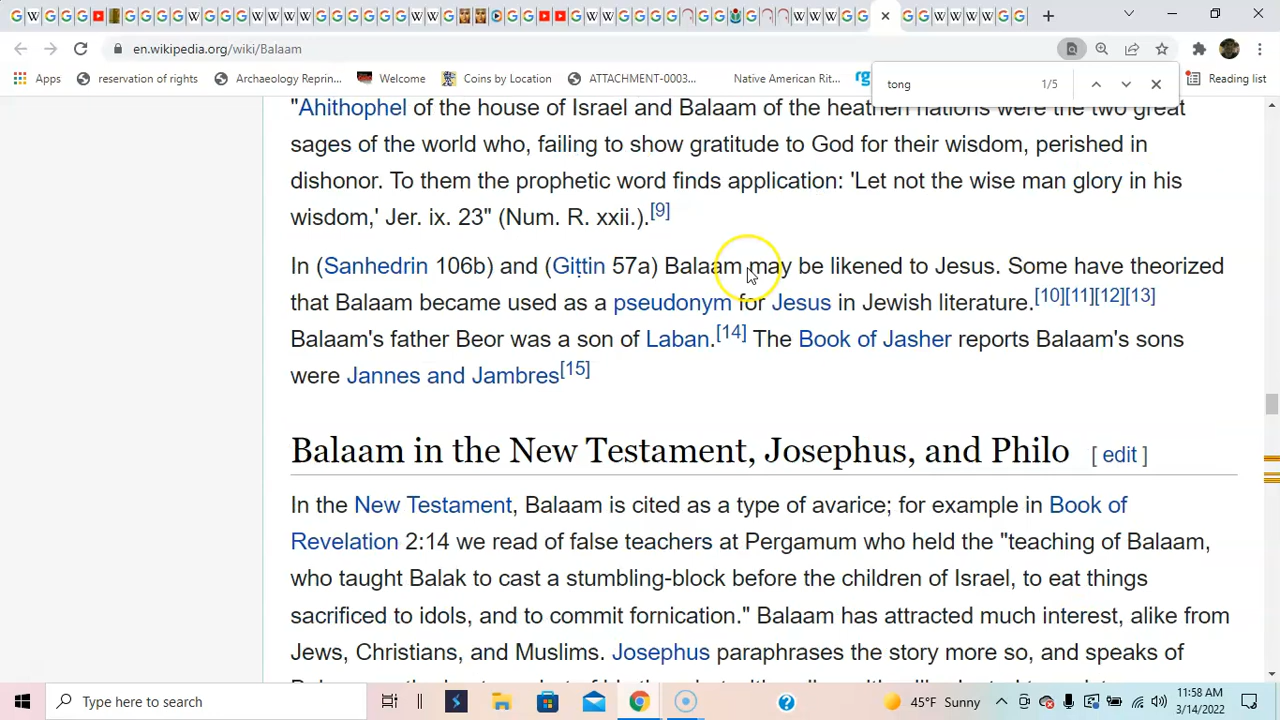 en.wikipedia.org/wiki/Balaam
Apps reservation of rights Archaeology Reprin... Welcome Coins by Location ATTACHMENT-0003... Native American Rit... rg Reading list
tong 1/5
"Ahithophel of the house of Israel and Balaam of the heathen nations were the two great
sages of the world who, failing to show gratitude to God for their wisdom, perished in
dishonor. To them the prophetic word finds application: 'Let not the wise man glory in his
wisdom,' Jer. ix. 23" (Num. R. xxii.).[9]
In (Sanhedrin 106b) and (Giṭṭin 57a) Balaam may be likened to Jesus. Some have theorized
that Balaam became used as a pseudonym for Jesus in Jewish literature.[10][11][12][13]
Balaam's father Beor was a son of Laban.[14] The Book of Jasher reports Balaam's sons
were Jannes and Jambres[15]
Balaam in the New Testament, Josephus, and Philo [ edit ]
In the New Testament, Balaam is cited as a type of avarice; for example in Book of
Revelation 2:14 we read of false teachers at Pergamum who held the "teaching of Balaam,
who taught Balak to cast a stumbling-block before the children of Israel, to eat things
sacrificed to idols, and to commit fornication." Balaam has attracted much interest, alike from
Jews, Christians, and Muslims. Josephus paraphrases the story more so, and speaks of
Type here to search
45°F Sunny
11:58 AM
3/14/2022